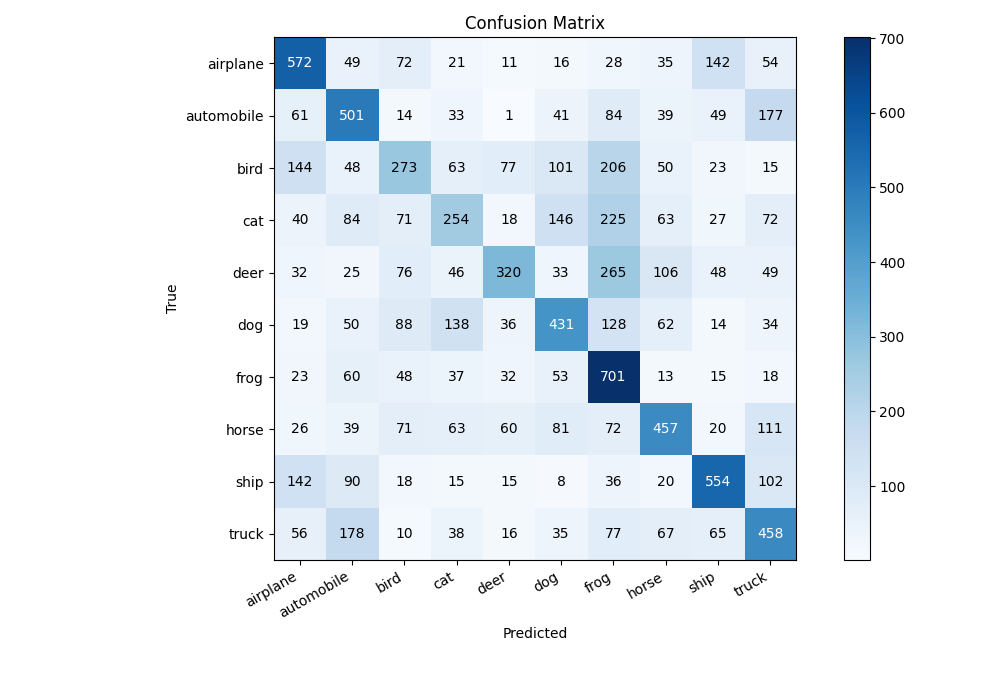 Confusion Matrix
airplane 572 49 72 21 11 16 28 35 142 54
automobile 61 501 14 33 1 41 84 39 49 177
bird 144 48 273 63 77 101 206 50 23 15
cat 40 84 71 254 18 146 225 63 27 72
deer 32 25 76 46 320 33 265 106 48 49
dog 19 50 88 138 36 431 128 62 14 34
frog 23 60 48 37 32 53 701 13 15 18
horse 26 39 71 63 60 81 72 457 20 111
ship 142 90 18 15 15 8 36 20 554 102
truck 56 178 10 38 16 35 77 67 65 458
airplane automobile bird cat deer dog frog horse ship truck
Predicted
True
700
600
500
400
300
200
100